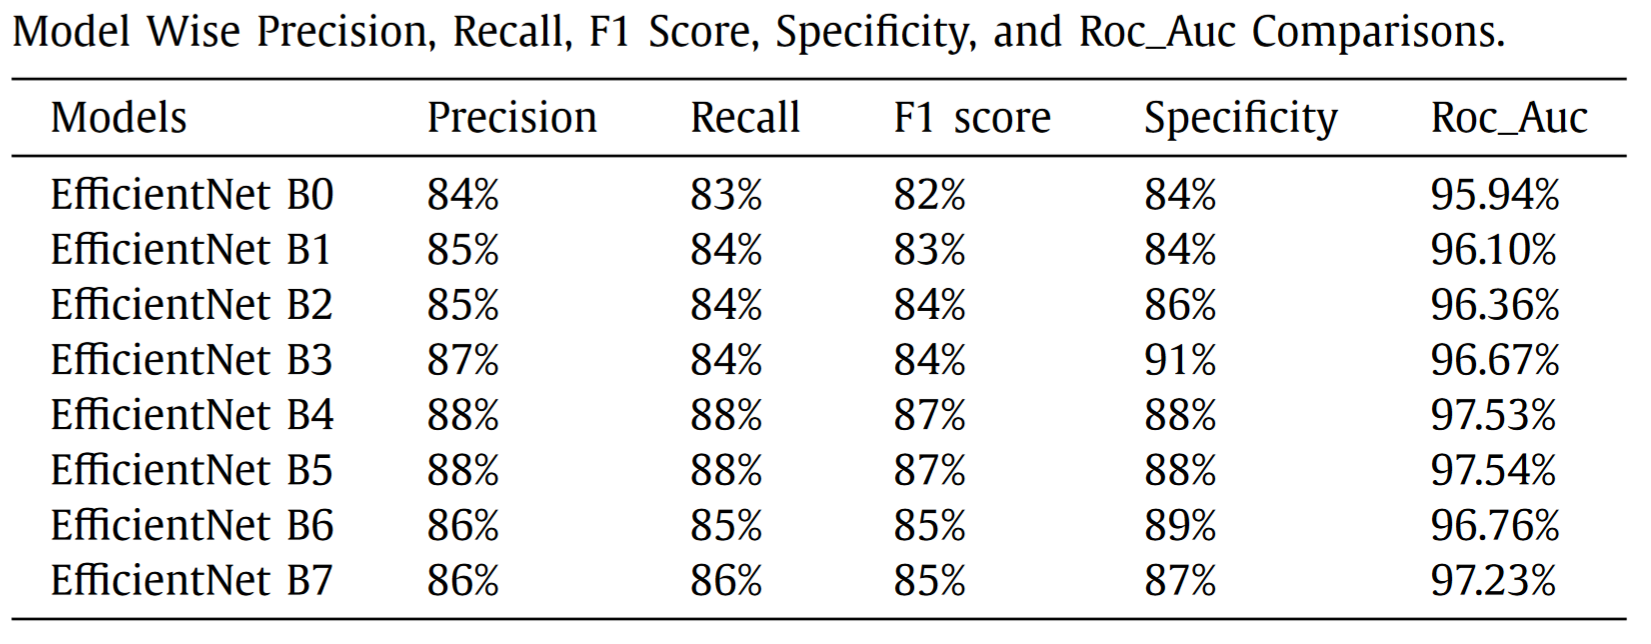 Model Wise Precision, Recall, F1 Score, Specificity, and Roc_Auc Comparisons.
Models Precision Recall F1 score Specificity Roc_Auc
EfficientNet B0 84% 83% 82% 84% 95.94%
EfficientNet B1 85% 84% 83% 84% 96.10%
EfficientNet B2 85% 84% 84% 86% 96.36%
EfficientNet B3 87% 84% 84% 91% 96.67%
EfficientNet B4 88% 88% 87% 88% 97.53%
EfficientNet B5 88% 88% 87% 88% 97.54%
EfficientNet B6 86% 85% 85% 89% 96.76%
EfficientNet B7 86% 86% 85% 87% 97.23%